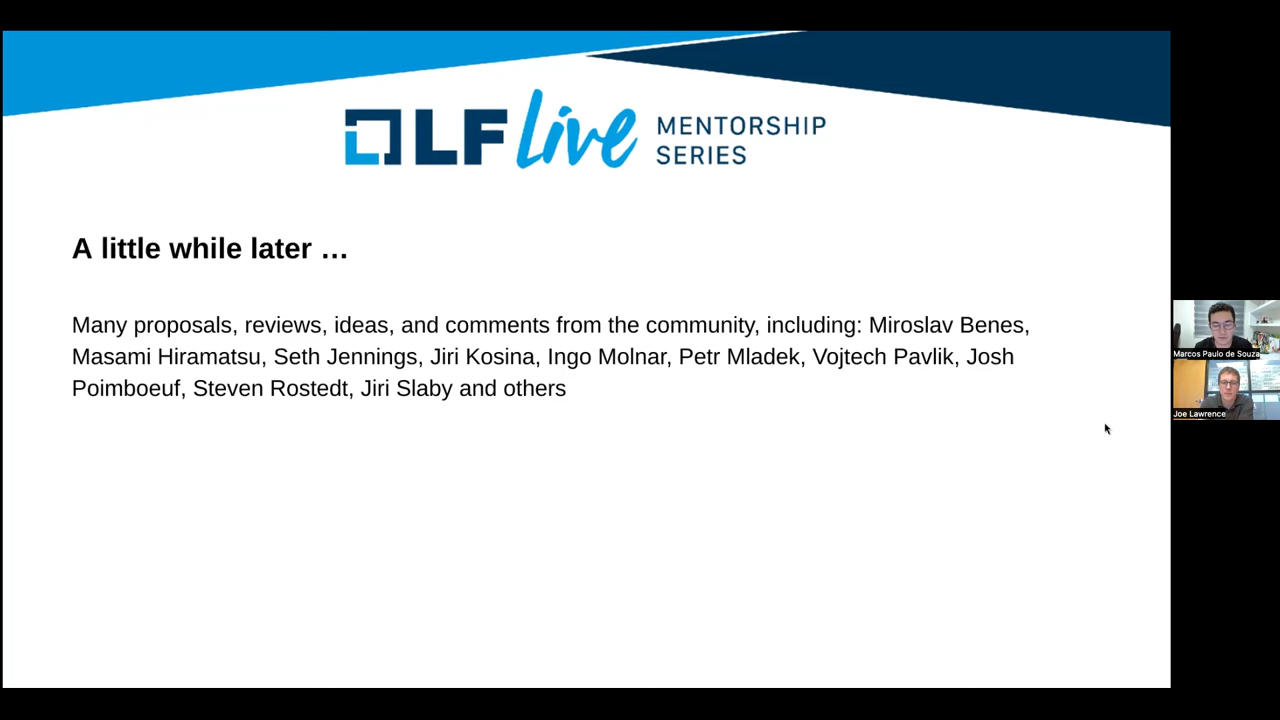 LF live MENTORSHIP
SERIES
A little while later …
Many proposals, reviews, ideas, and comments from the community, including: Miroslav Benes,
Masami Hiramatsu, Seth Jennings, Jiri Kosina, Ingo Molnar, Petr Mladek, Vojtech Pavlik, Josh
Poimboeuf, Steven Rostedt, Jiri Slaby and others
Marcos Paulo de Souza
Joe Lawrence